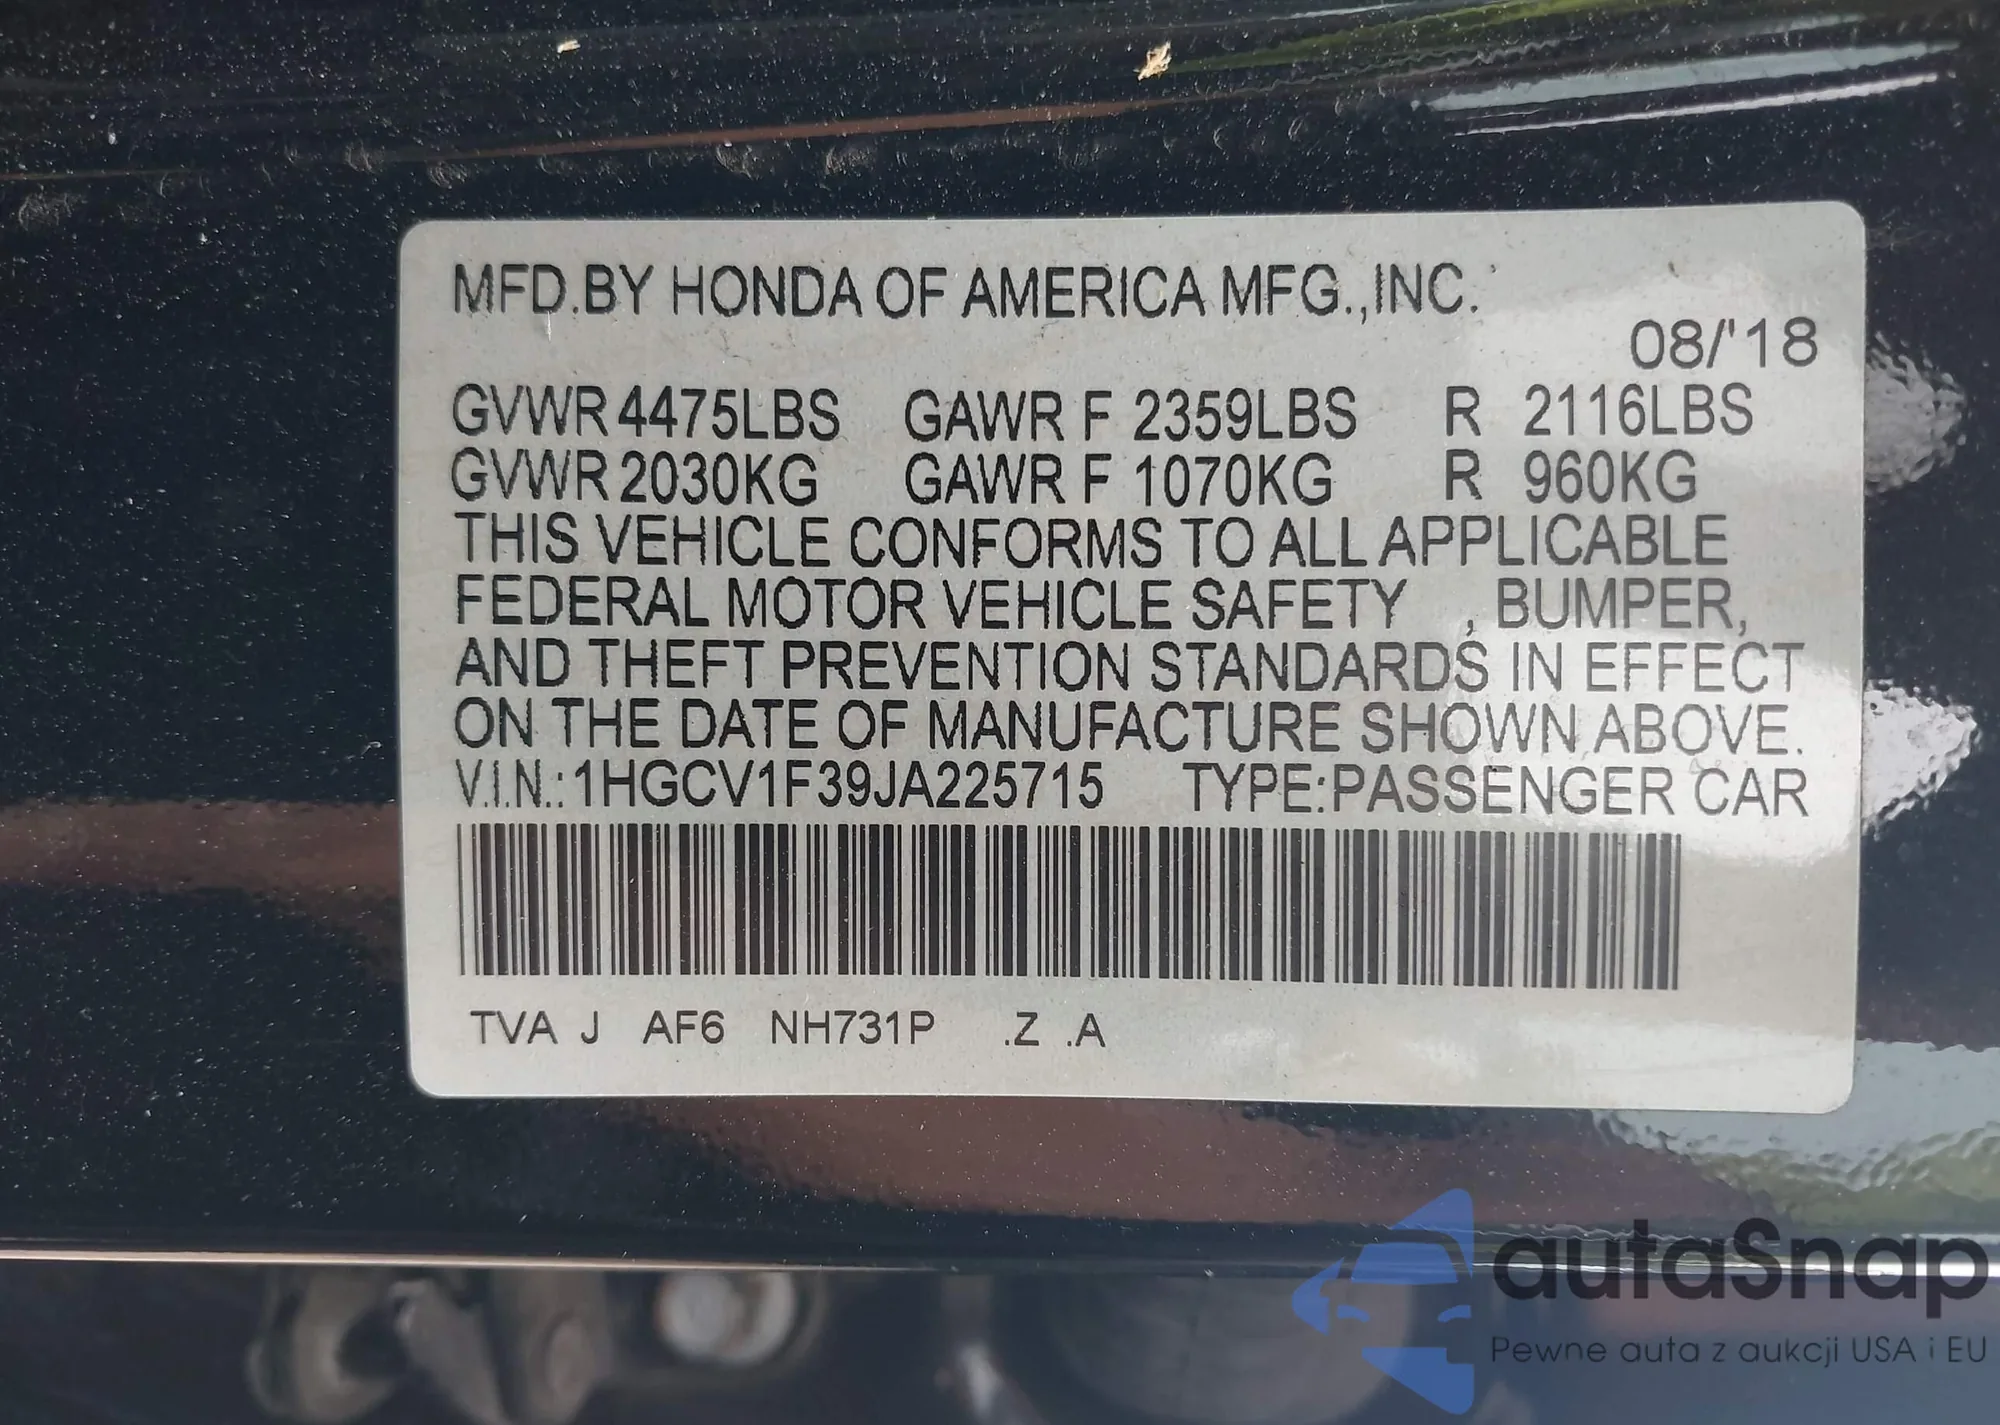 MFD.BY HONDA OF AMERICA MFG.,INC.
08/'18
GVWR 4475LBS GAWR F 2359LBS R 2116LBS
GVWR 2030KG GAWR F 1070KG R 960KG
THIS VEHICLE CONFORMS TO ALL APPLICABLE
FEDERAL MOTOR VEHICLE SAFETY , BUMPER,
AND THEFT PREVENTION STANDARDS IN EFFECT
ON THE DATE OF MANUFACTURE SHOWN ABOVE.
V.I.N.:1HGCV1F39JA225715 TYPE:PASSENGER CAR
TVA J AF6 NH731P .Z .A
autaSnap
Pewne auta z aukcji USA i EU